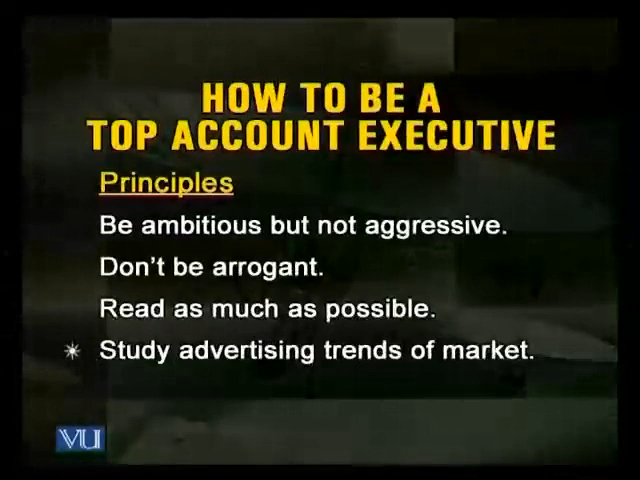 HOW TO BE A
TOP ACCOUNT EXECUTIVE
Principles
Be ambitious but not aggressive.
Don't be arrogant.
Read as much as possible.
Study advertising trends of market.
VU